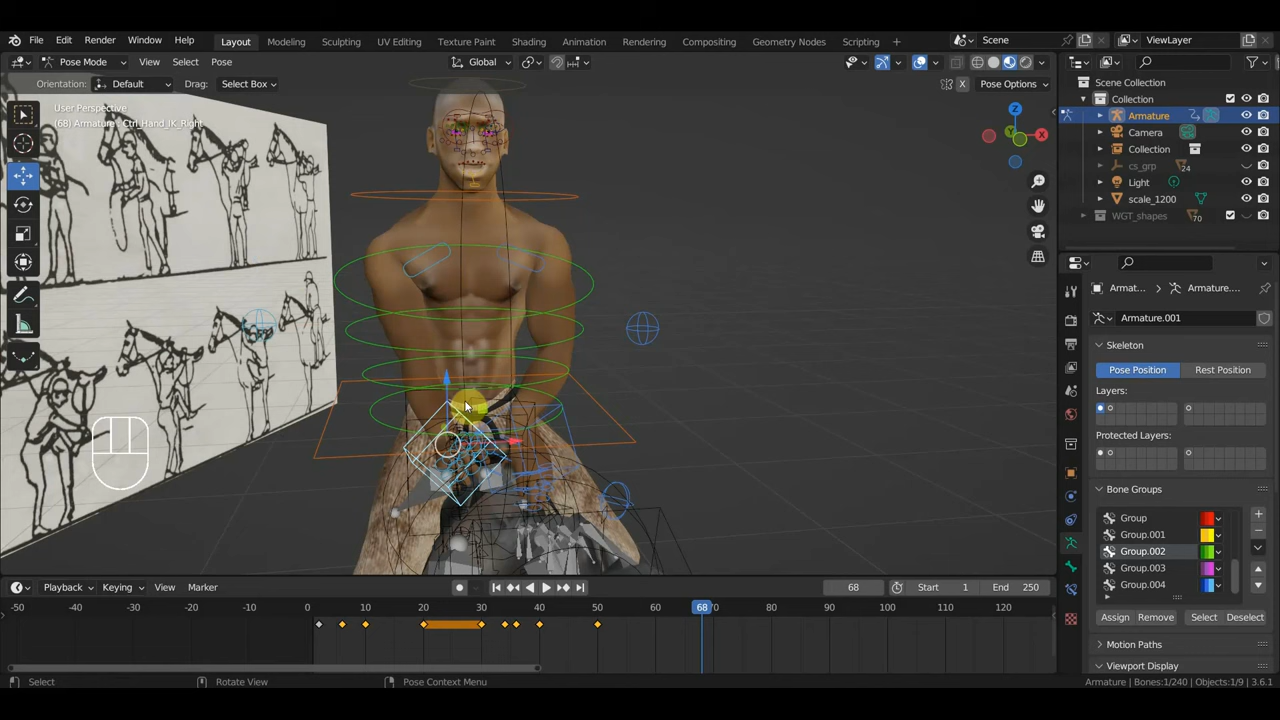 File Edit Render Window Help Layout Modeling Sculpting UV Editing Texture Paint Shading Animation Rendering Compositing Geometry Nodes Scripting + Scene ViewLayer
Pose Mode View Select Pose Global
Orientation: Default Drag: Select Box X Pose Options
User Perspective
(68) Armature : Ctrl_Hand_IK_Right
Z
X
Y
Scene Collection
Collection
Armature
Camera
Collection
cs_grp 24
Light
scale_1200
WGT_shapes 70
Armat... Armature....
Armature.001
Skeleton
Pose Position Rest Position
Layers:
Protected Layers:
Bone Groups
Group
Group.001
Group.002
Group.003
Group.004
Assign Remove Select Deselect
Motion Paths
Viewport Display
Playback Keying View Marker 68 Start 1 End 250
-50 -40 -30 -20 -10 0 10 20 30 40 50 60 68 70 80 90 100 110 120
Select Rotate View Pose Context Menu Armature | Bones:1/240 | Objects:1/9 | 3.6.1